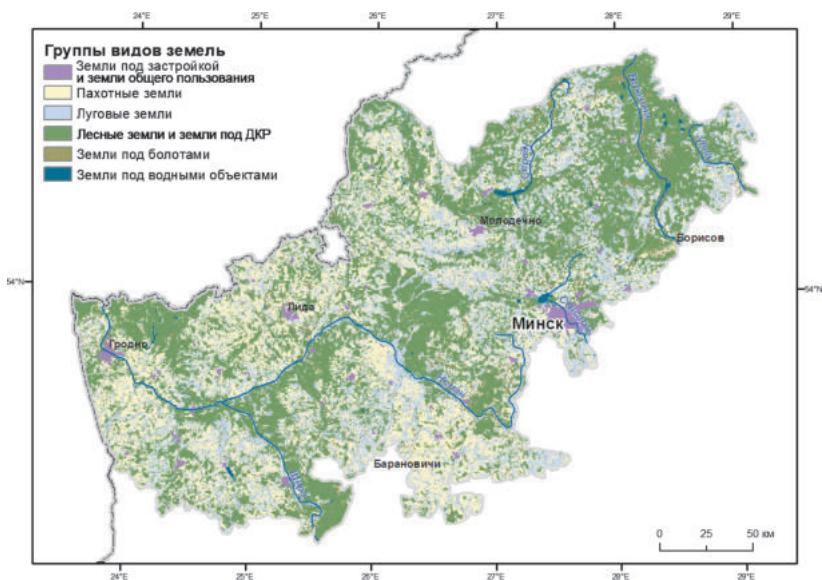 24°E 25°E 26°E 27°E 28°E 29°E
Группы видов земель
Земли под застройкой
и земли общего пользования
Пахотные земли
Луговые земли
Лесные земли и земли под ДКР
Земли под болотами
Земли под водными объектами
Молодечно
Борисов
54°N 54°N
Лида
Минск
Гродно
Барановичи
Щара
0 25 50 км
24°E 25°E 26°E 27°E 28°E 29°E